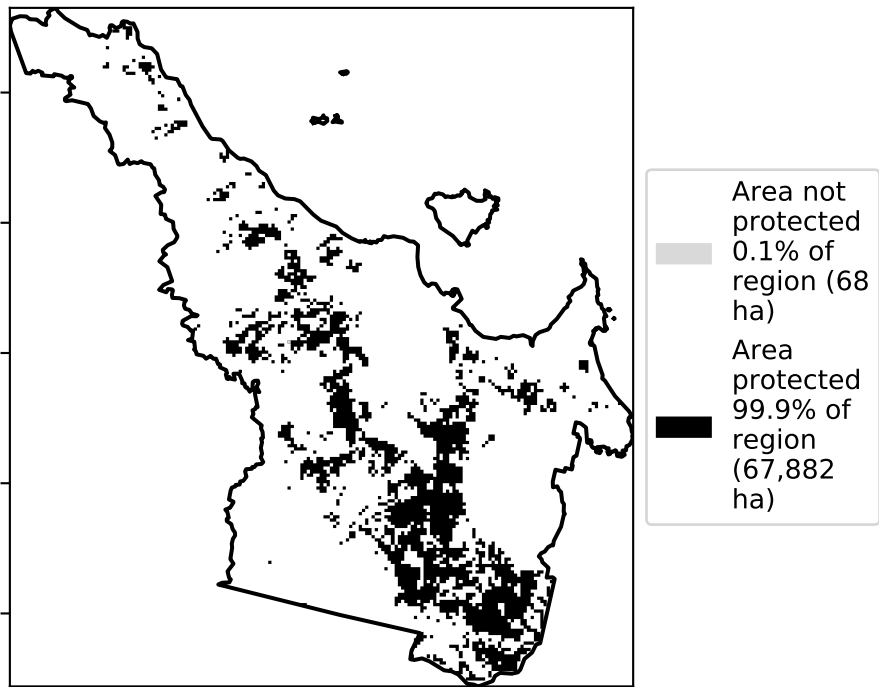 Area not
protected
0.1% of
region (68
ha)
Area
protected
99.9% of
region
(67,882
ha)